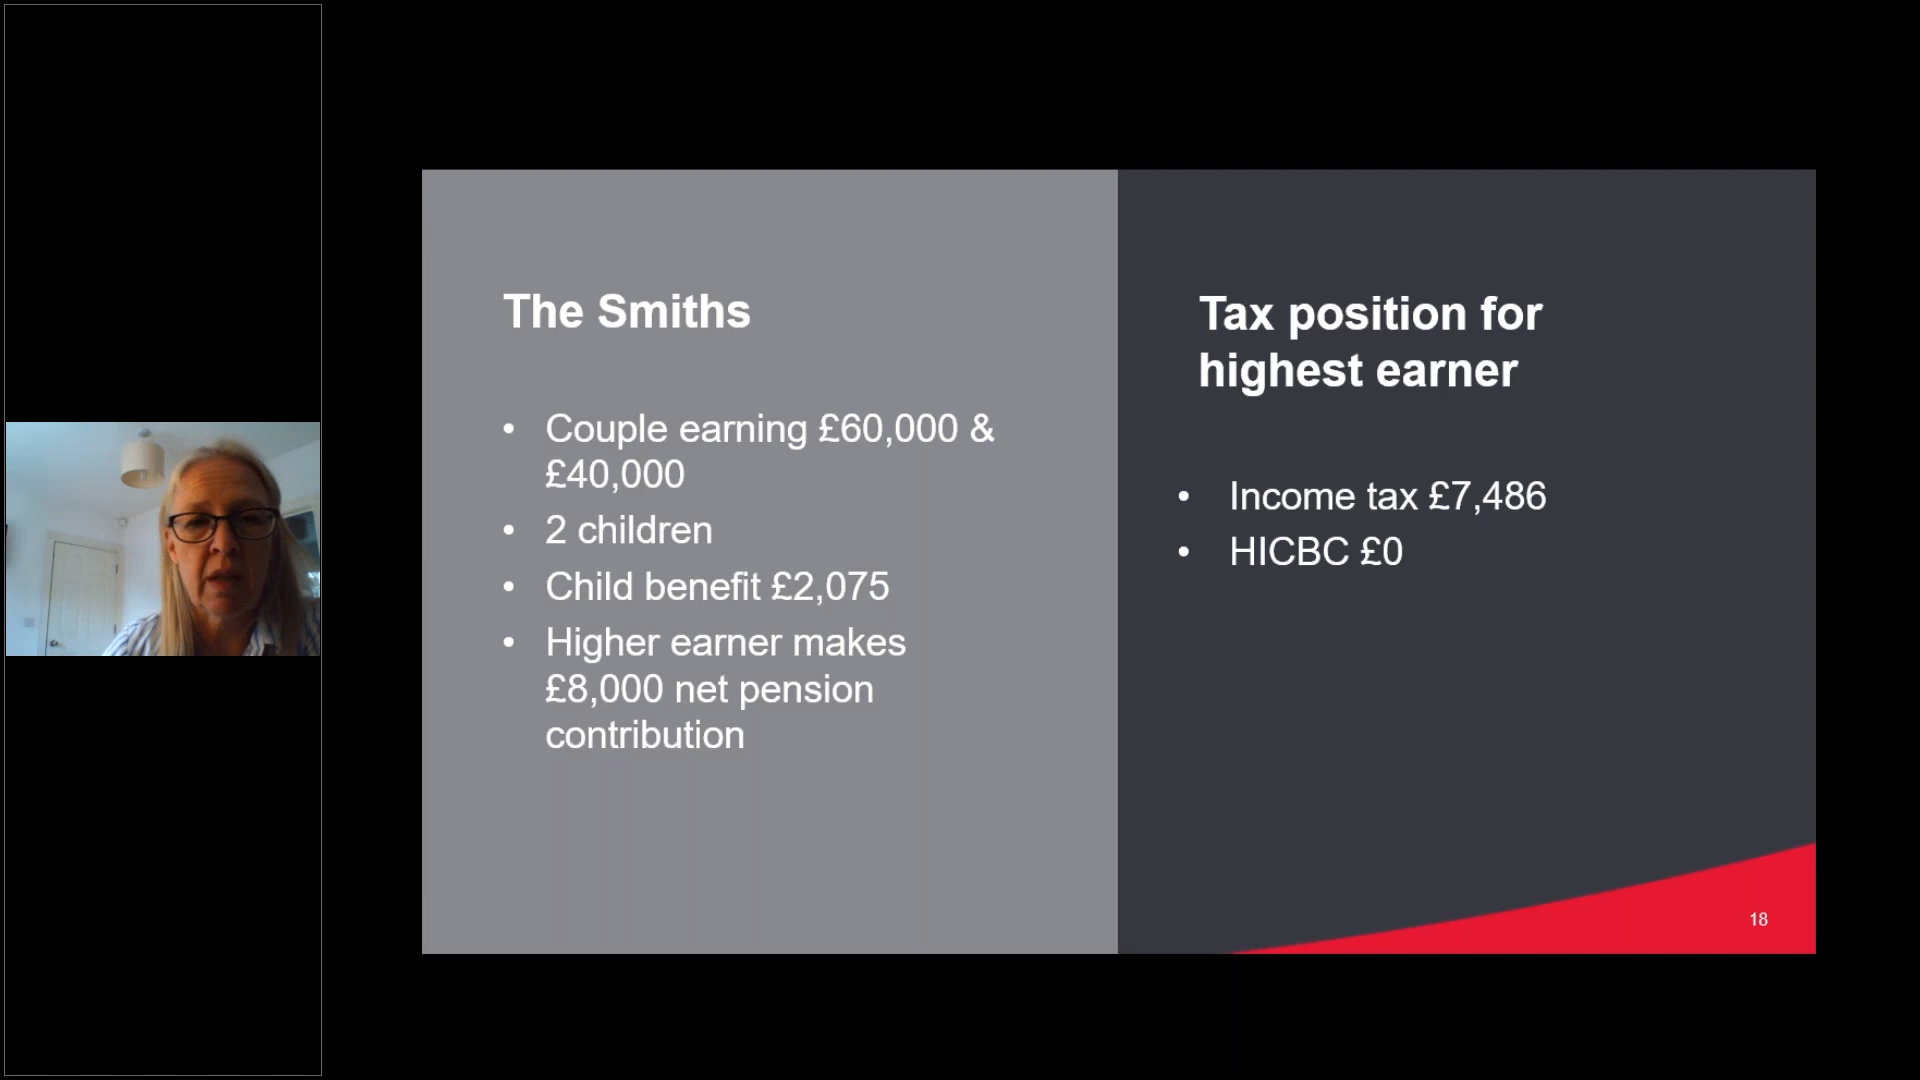 The Smiths
• Couple earning £60,000 &
£40,000
• 2 children
• Child benefit £2,075
• Higher earner makes
£8,000 net pension
contribution
Tax position for
highest earner
• Income tax £7,486
• HICBC £0
18